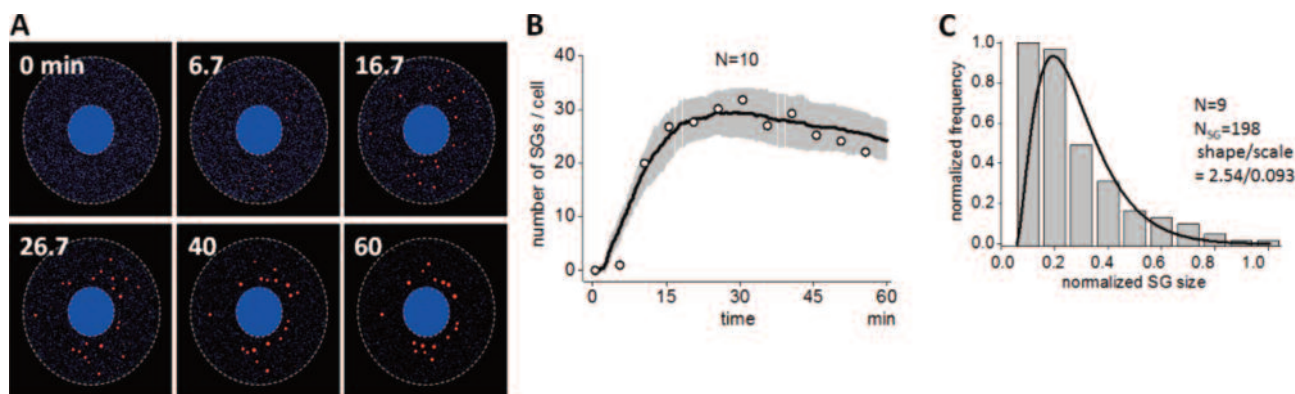 A
0 min
6.7
16.7
26.7
40
60
B
N=10
number of SGs / cell
40
30
20
10
0
0
15
30
45
60
time
min
C
normalized frequency
1.0
0.8
0.6
0.4
0.2
0.0
N=9
NSG=198
shape/scale
= 2.54/0.093
0.0
0.2
0.4
0.6
0.8
1.0
normalized SG size